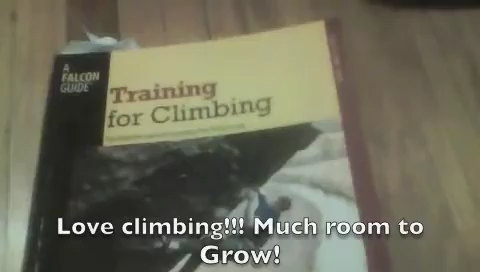 A
FALCON
GUIDE
Training
for Climbing
Love climbing!!! Much room to
Grow!